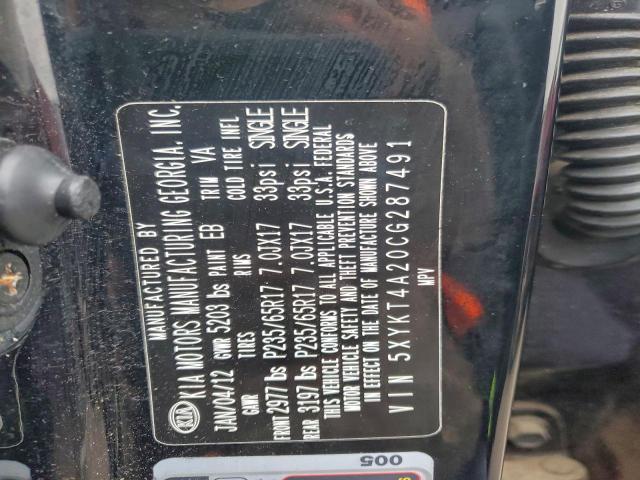 MANUFACTURED BY
KIA KIA MOTORS MANUFACTURING GEORGIA, INC.
JAN/04/12 GWR 5203 lbs PAINT EB TRIM VA
GWR TIRES RIMS COLD TIRE INFL
FRONT 2977 lbs P235/65R17 7.0JX17 33psi SINGLE
REAR 3197 lbs P235/65R17 7.0JX17 33psi SINGLE
THIS VEHICLE CONFORMS TO ALL APPLICABLE U.S.A. FEDERAL
MOTOR VEHICLE SAFETY AND THEFT PREVENTION STANDARDS
IN EFFECT ON THE DATE OF MANUFACTURE SHOWN ABOVE
VIN 5XYKT4A20CG287491
MPV
005